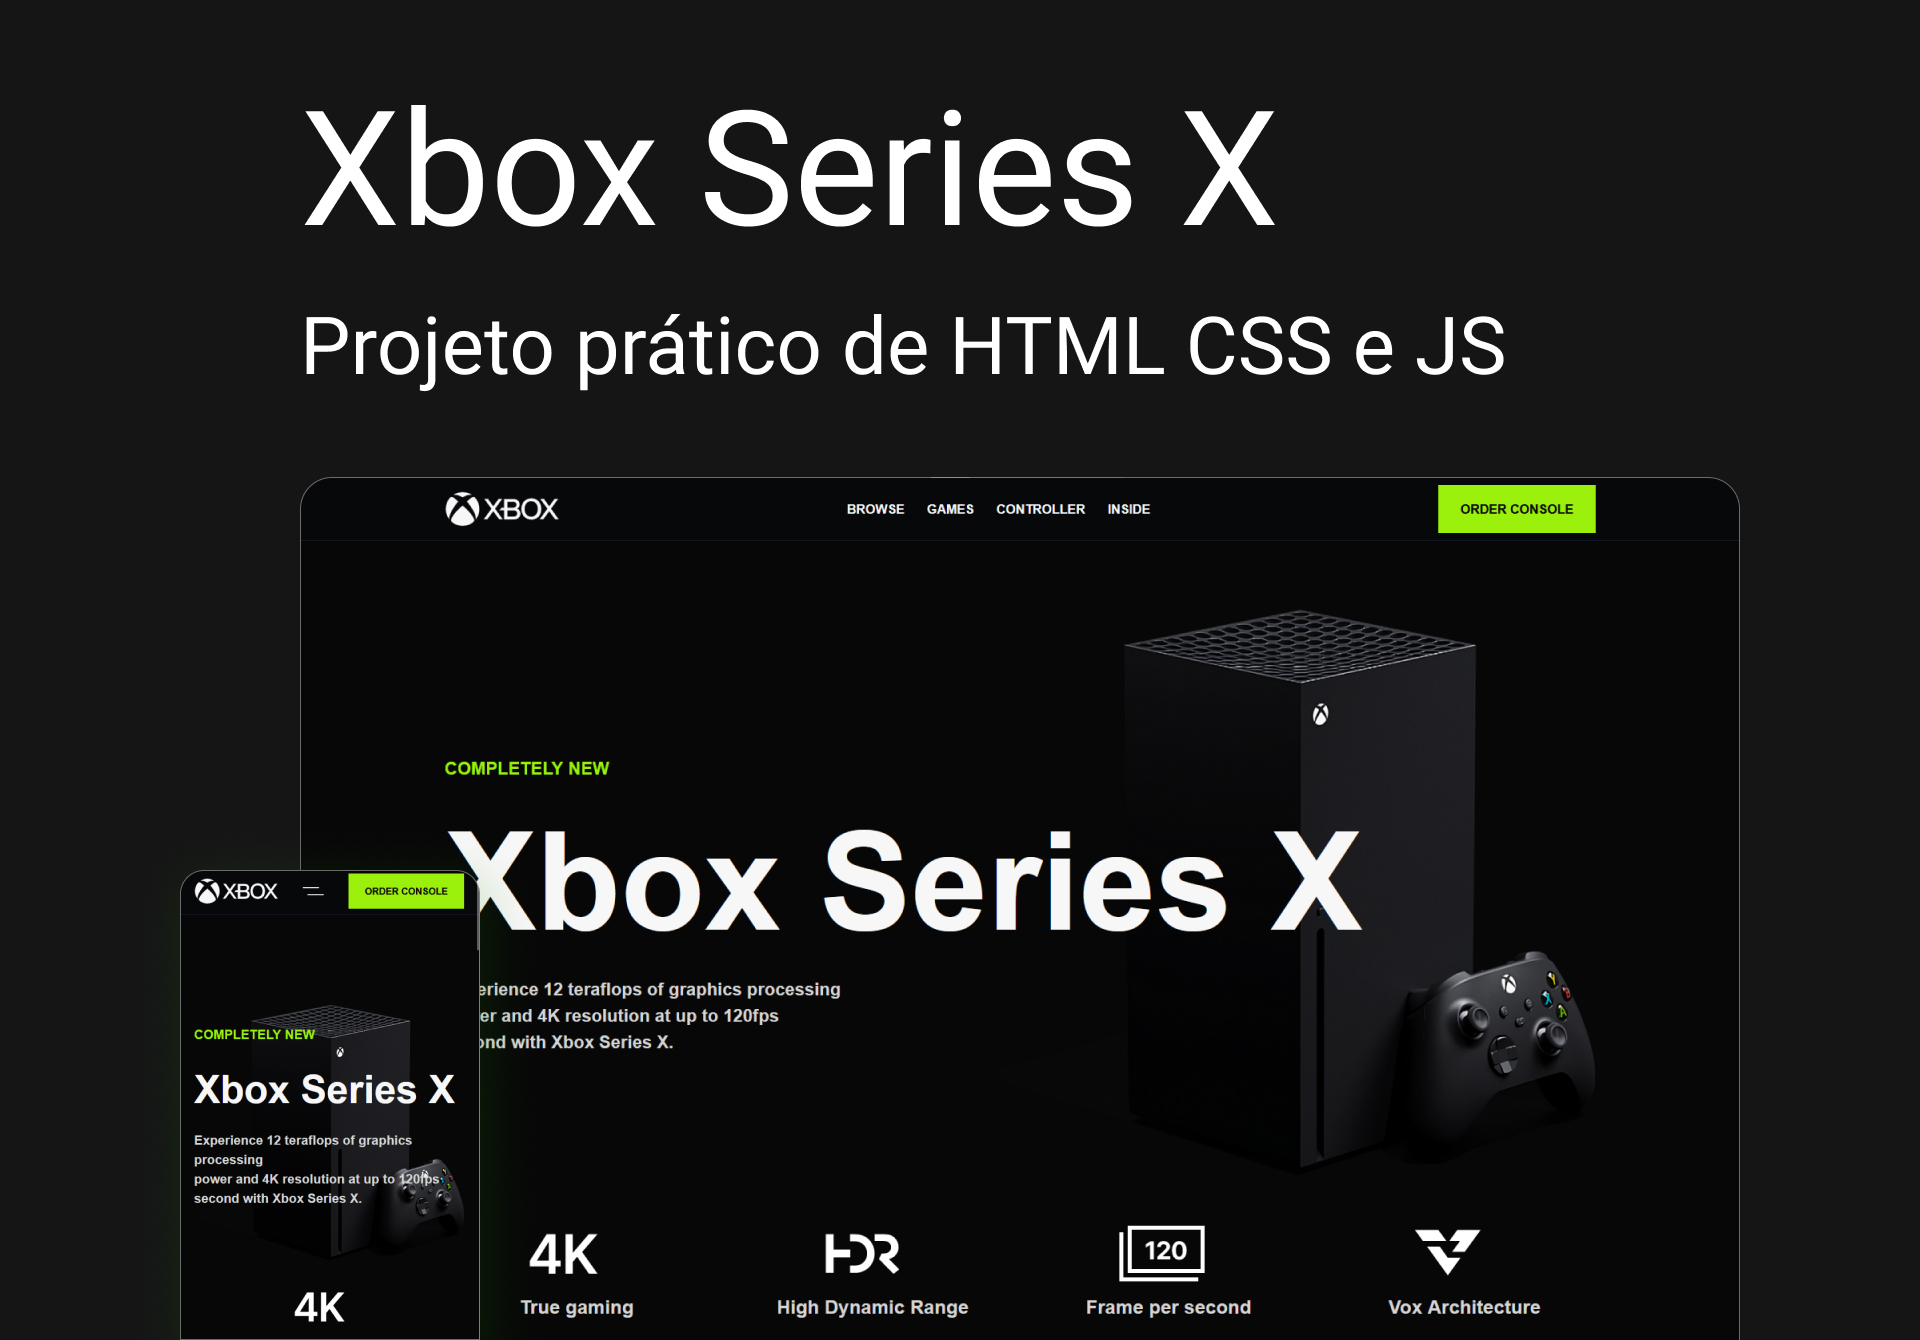 Xbox Series X
Projeto prático de HTML CSS e JS
XBOX
BROWSE GAMES CONTROLLER INSIDE
ORDER CONSOLE
COMPLETELY NEW
Xbox Series X
erience 12 teraflops of graphics processing
er and 4K resolution at up to 120fps
ond with Xbox Series X.
4K
True gaming
HDR
High Dynamic Range
120
Frame per second
Vox Architecture
XBOX
ORDER CONSOLE
COMPLETELY NEW
Xbox Series X
Experience 12 teraflops of graphics
processing
power and 4K resolution at up to 120fps
second with Xbox Series X.
4K
Y
X
B
A